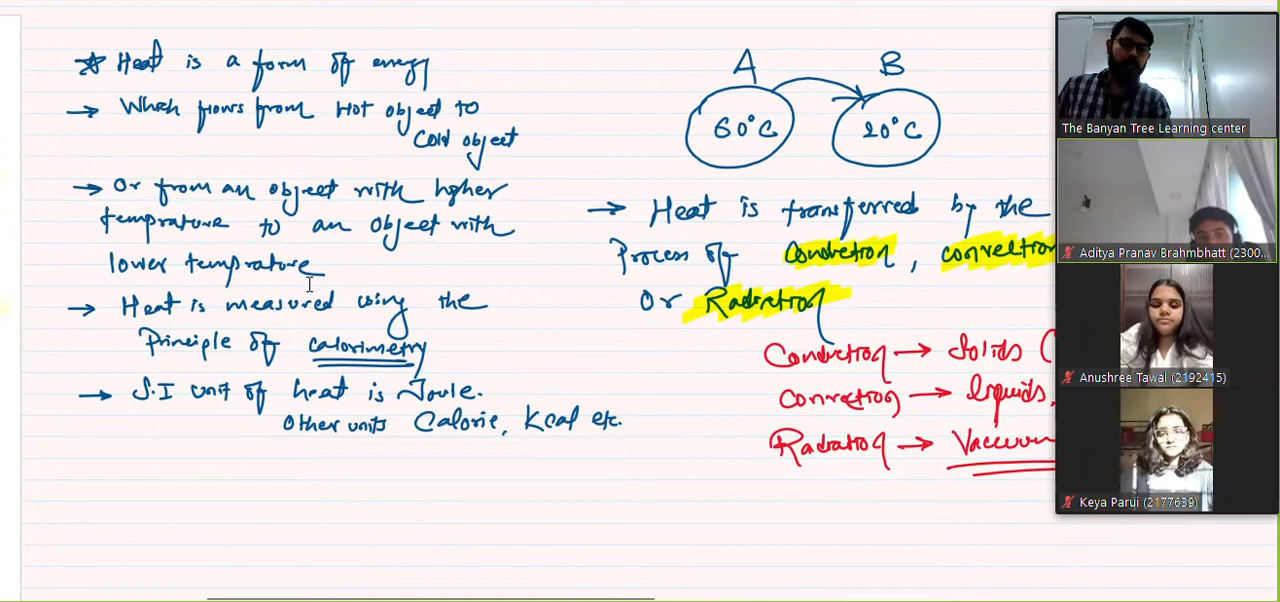 ☆ Heat is a form of energy
→ Which flows from Hot object to
Cold object
→ Or from an object with higher
temprature to an object with
lower temprature
→ Heat is measured using the
Principle of calorimetry
→ S.I unit of heat is Joule.
Other units Calorie, Kcal etc.
A B
60°C 20°C
→ Heat is transferred by the
Process of Conduction, convection
Or Radiation
Conduction → Solids (
Convection → liquids,
Radiation → Vaccuum
The Banyan Tree Learning center
Aditya Pranav Brahmbhatt (2300...
Anushree Tawal (2192415)
Keya Parui (2177639)